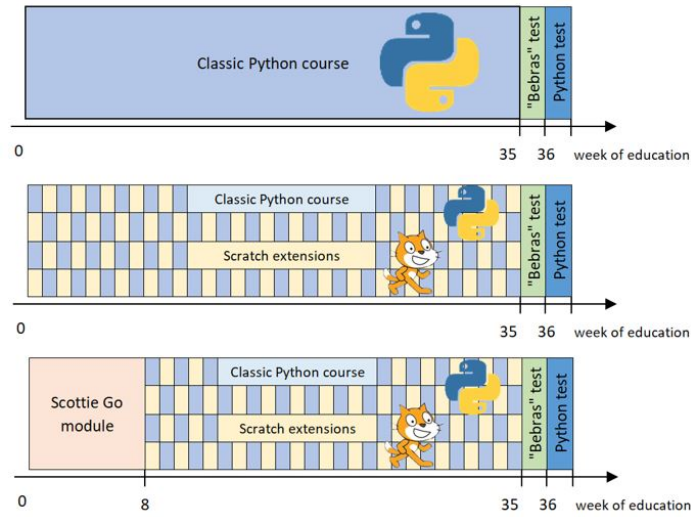 Classic Python course
"Bebras" test
Python test
0
35
36
week of education
Classic Python course
Scratch extensions
"Bebras" test
Python test
0
35
36
week of education
Scottie Go
module
Classic Python course
Scratch extensions
"Bebras" test
Python test
0
8
35
36
week of education